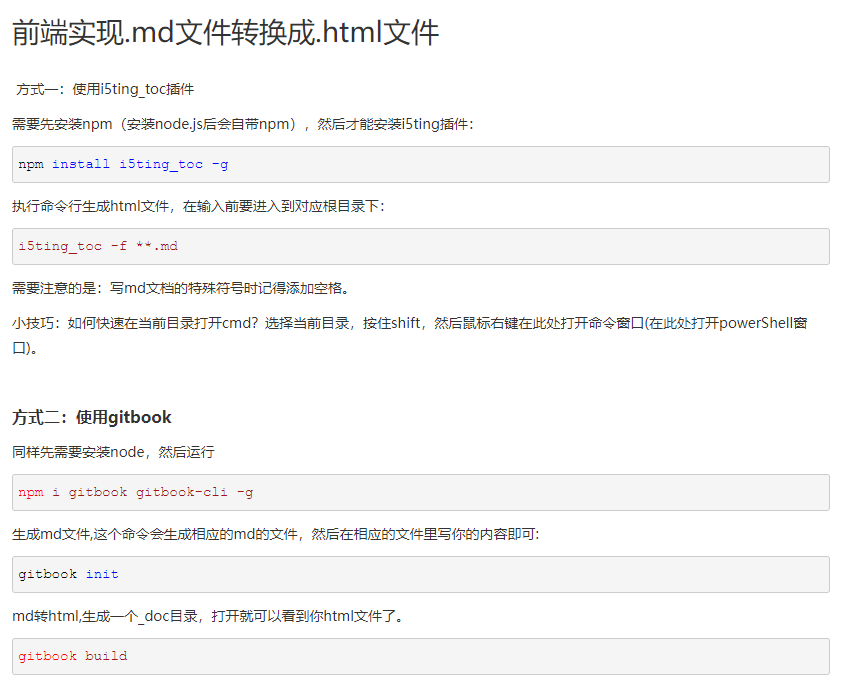 前端实现.md文件转换成.html文件
方式一：使用i5ting_toc插件
需要先安装npm（安装node.js后会自带npm），然后才能安装i5ting插件：
npm install i5ting_toc -g
执行命令行生成html文件，在输入前要进入到对应根目录下：
i5ting_toc -f **.md
需要注意的是：写md文档的特殊符号时记得添加空格。
小技巧：如何快速在当前目录打开cmd？选择当前目录，按住shift，然后鼠标右键在此处打开命令窗口(在此处打开powerShell窗
口)。
方式二：使用gitbook
同样先需要安装node，然后运行
npm i gitbook gitbook-cli -g
生成md文件,这个命令会生成相应的md的文件，然后在相应的文件里写你的内容即可:
gitbook init
md转html,生成一个_doc目录，打开就可以看到你html文件了。
gitbook build